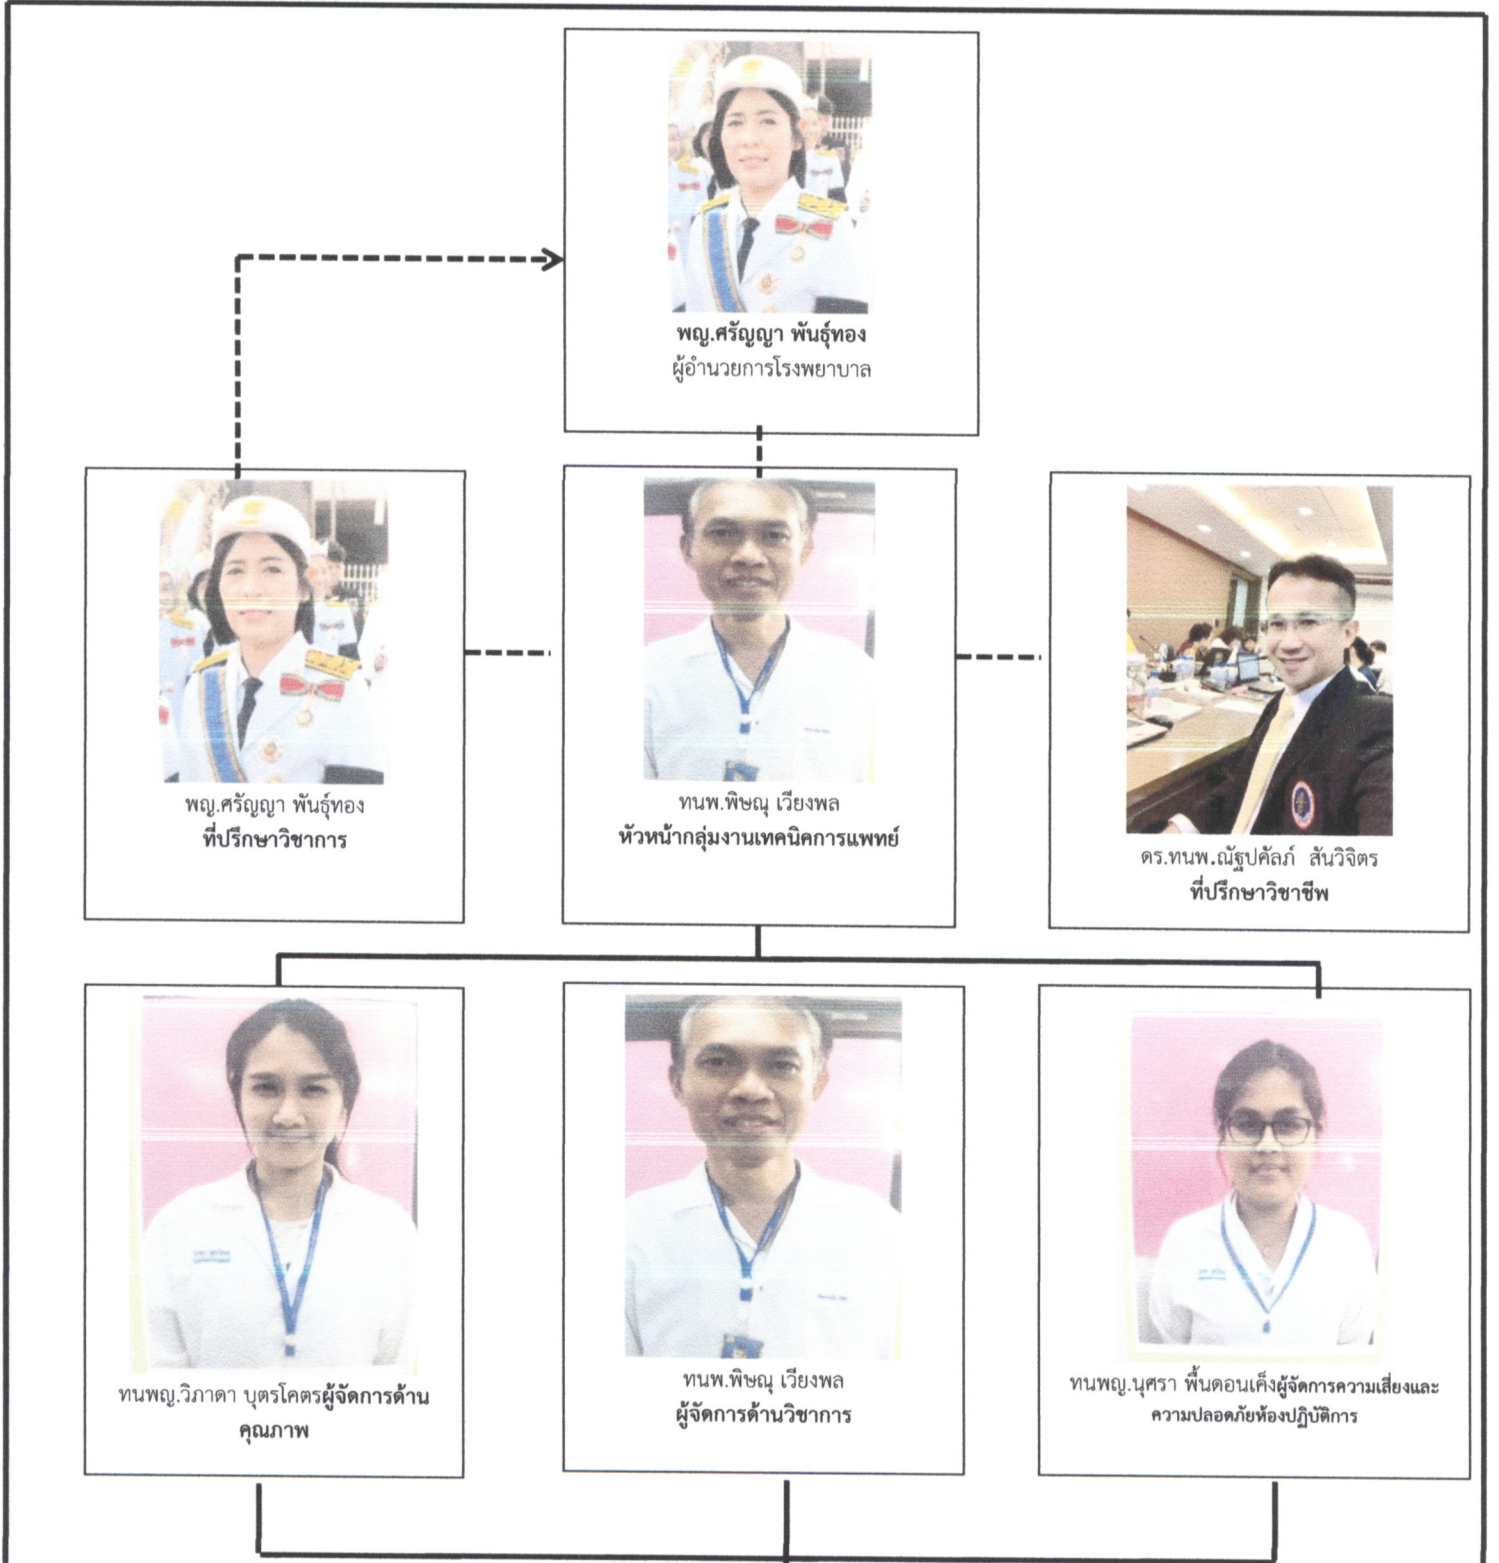 พญ.ศรัญญา พันธุ์ทอง
ผู้อำนวยการโรงพยาบาล
พญ.ศรัญญา พันธุ์ทอง
ที่ปรึกษาวิชาการ
ทนพ.พิษณุ เวียงพล
หัวหน้ากลุ่มงานเทคนิคการแพทย์
ดร.ทนพ.ณัฐปคัลภ์ สันวิจิตร
ที่ปรึกษาวิชาชีพ
ทนพญ.วิภาดา บุตรโคตรผู้จัดการด้าน
คุณภาพ
ทนพ.พิษณุ เวียงพล
ผู้จัดการด้านวิชาการ
ทนพญ.นุศรา พื้นดอนเค็งผู้จัดการความเสี่ยงและ
ความปลอดภัยห้องปฏิบัติการ